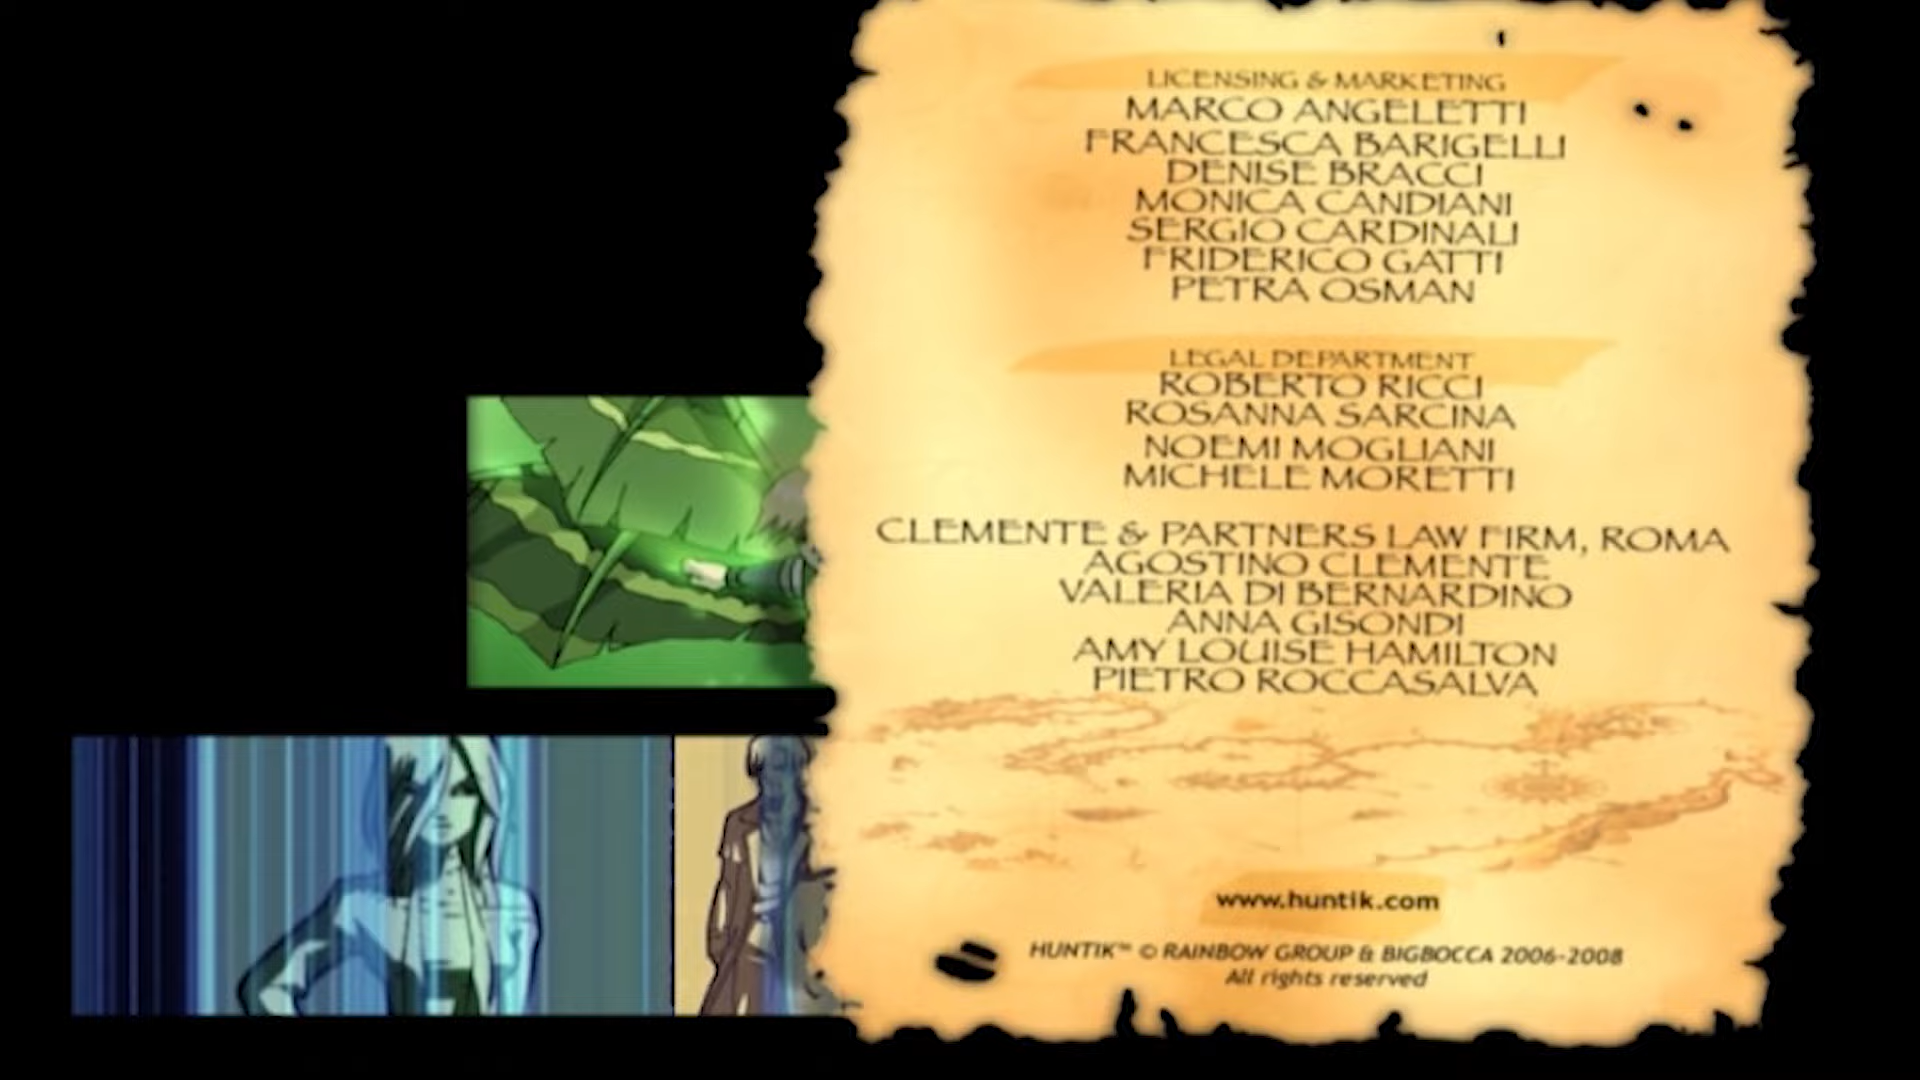 LICENSING & MARKETING
MARCO ANGELETTI
FRANCESCA BARIGELLI
DENISE BRACCI
MONICA CANDIANI
SERGIO CARDINALI
FRIDERICO GATTI
PETRA OSMAN
LEGAL DEPARTMENT
ROBERTO RICCI
ROSANNA SARCINA
NOEMI MOGLIANI
MICHELE MORETTI
CLEMENTE & PARTNERS LAW FIRM, ROMA
AGOSTINO CLEMENTE
VALERIA DI BERNARDINO
ANNA GISONDI
AMY LOUISE HAMILTON
PIETRO ROCCASALVA
www.huntik.com
HUNTIK™ © RAINBOW GROUP & BIGBOCCA 2006-2008
All rights reserved